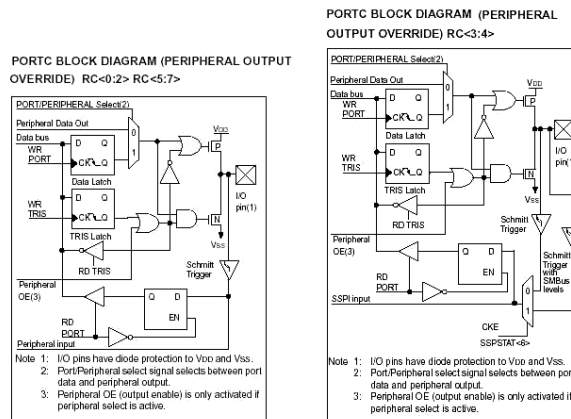 PORTC BLOCK DIAGRAM (PERIPHERAL OUTPUT
OVERRIDE) RC<0:2> RC<5:7>
PORT/PERIPHERAL Select(2)
Peripheral Data Out
Data bus
WR
PORT
D Q
CK Q
Data Latch
0
1
VDD
P
I/O
pin(1)
WR
TRIS
D Q
CK Q
TRIS Latch
N
VSS
RD TRIS
Schmitt
Trigger
Peripheral
OE(3)
Q D
EN
RD
PORT
Peripheral input
Note 1: I/O pins have diode protection to VDD and VSS.
2: Port/Peripheral select signal selects between port
data and peripheral output.
3: Peripheral OE (output enable) is only activated if
peripheral select is active.
PORTC BLOCK DIAGRAM (PERIPHERAL
OUTPUT OVERRIDE) RC<3:4>
PORT/PERIPHERAL Select(2)
Peripheral Data Out
Data bus
WR
PORT
D Q
CK Q
Data Latch
0
1
VDD
P
I/O
pin(
WR
TRIS
D Q
CK Q
TRIS Latch
N
Vss
RD TRIS
Schmitt
Trigger
Peripheral
OE(3)
Q D
EN
Schmitt
Trigger
with
SMBus
levels
RD
PORT
SSPI input
0
1
CKE
SSPSTAT<6>
Note 1: I/O pins have diode protection to VDD and VSS.
2: Port/Peripheral select signal selects between port
data and peripheral output.
3: Peripheral OE (output enable) is only activated if
peripheral select is active.